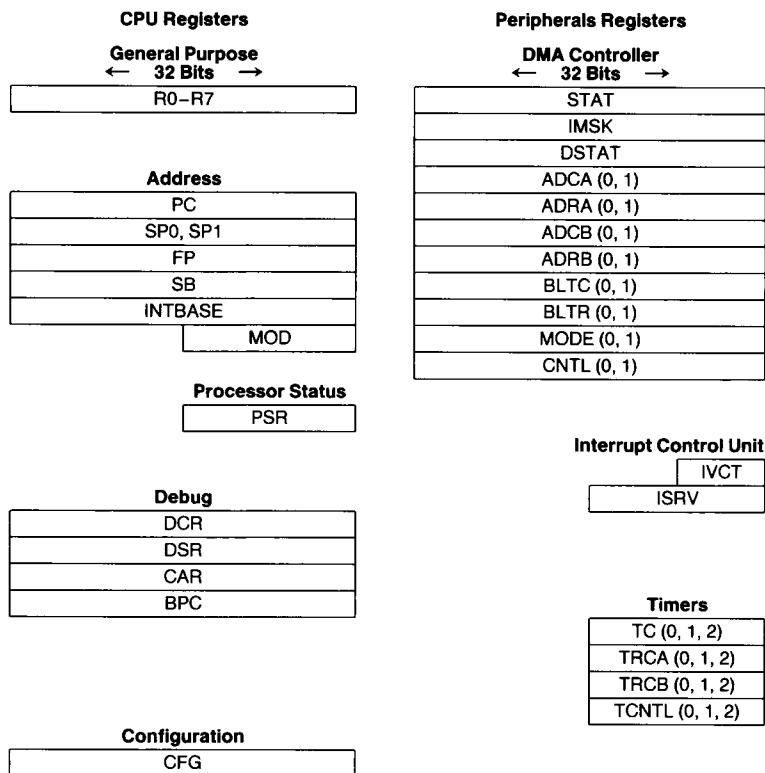 CPU Registers
General Purpose
← 32 Bits →
R0–R7
Address
PC
SP0, SP1
FP
SB
INTBASE
MOD
Processor Status
PSR
Debug
DCR
DSR
CAR
BPC
Configuration
CFG
Peripherals Registers
DMA Controller
← 32 Bits →
STAT
IMSK
DSTAT
ADCA (0, 1)
ADRA (0, 1)
ADCB (0, 1)
ADRB (0, 1)
BLTC (0, 1)
BLTR (0, 1)
MODE (0, 1)
CNTL (0, 1)
Interrupt Control Unit
IVCT
ISRV
Timers
TC (0, 1, 2)
TRCA (0, 1, 2)
TRCB (0, 1, 2)
TCNTL (0, 1, 2)